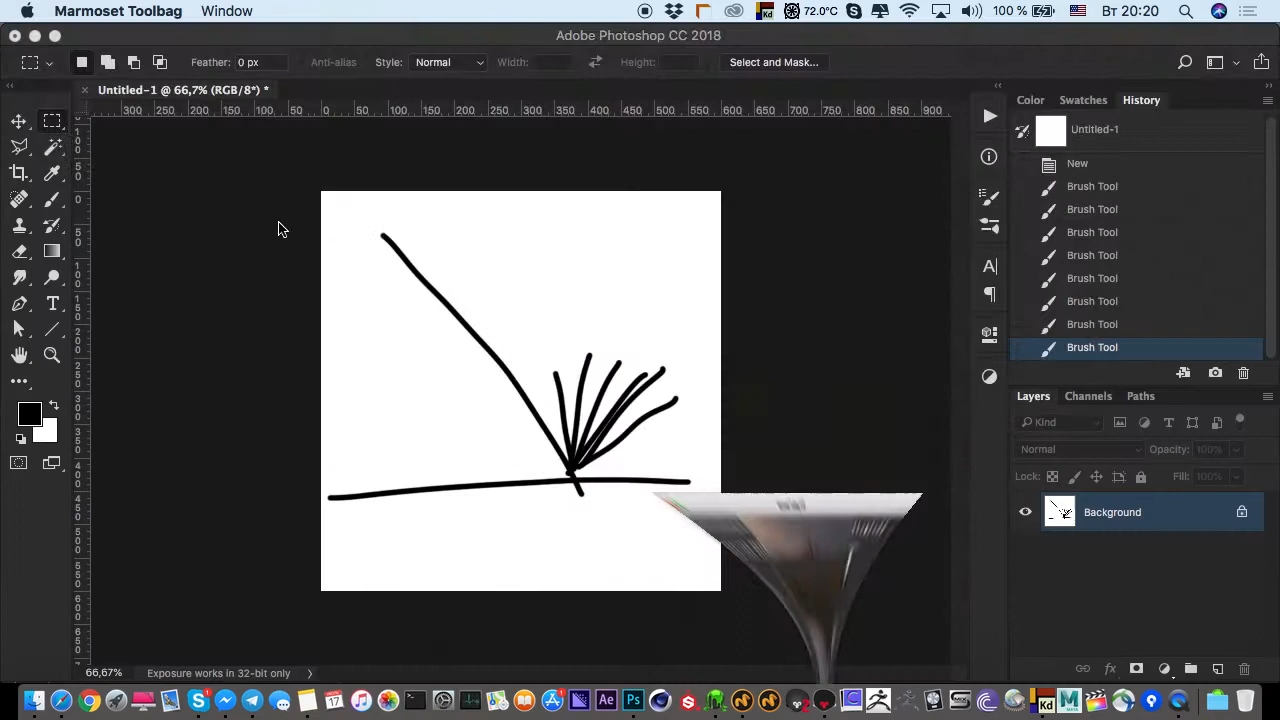 Marmoset Toolbag Window 72.0°C 100 % Вт 20:20
Adobe Photoshop CC 2018
Feather: 0 px Anti-alias Style: Normal Width: Height: Select and Mask...
Untitled-1 @ 66,7% (RGB/8*) *
300 250 200 150 100 50 0 50 100 150 200 250 300 350 400 450 500 550 600 650 700 750 800 850 900
Color Swatches History
Untitled-1
New
Brush Tool
Brush Tool
Brush Tool
Brush Tool
Brush Tool
Brush Tool
Brush Tool
Brush Tool
Layers Channels Paths
Kind
Normal Opacity: 100%
Lock: Fill: 100%
Background
66,67% Exposure works in 32-bit only
17 Ae Ps Kd